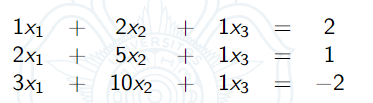 1x₁ + 2x₂ + 1x₃ = 2
2x₁ + 5x₂ + 1x₃ = 1
3x₁ + 10x₂ + 1x₃ = −2